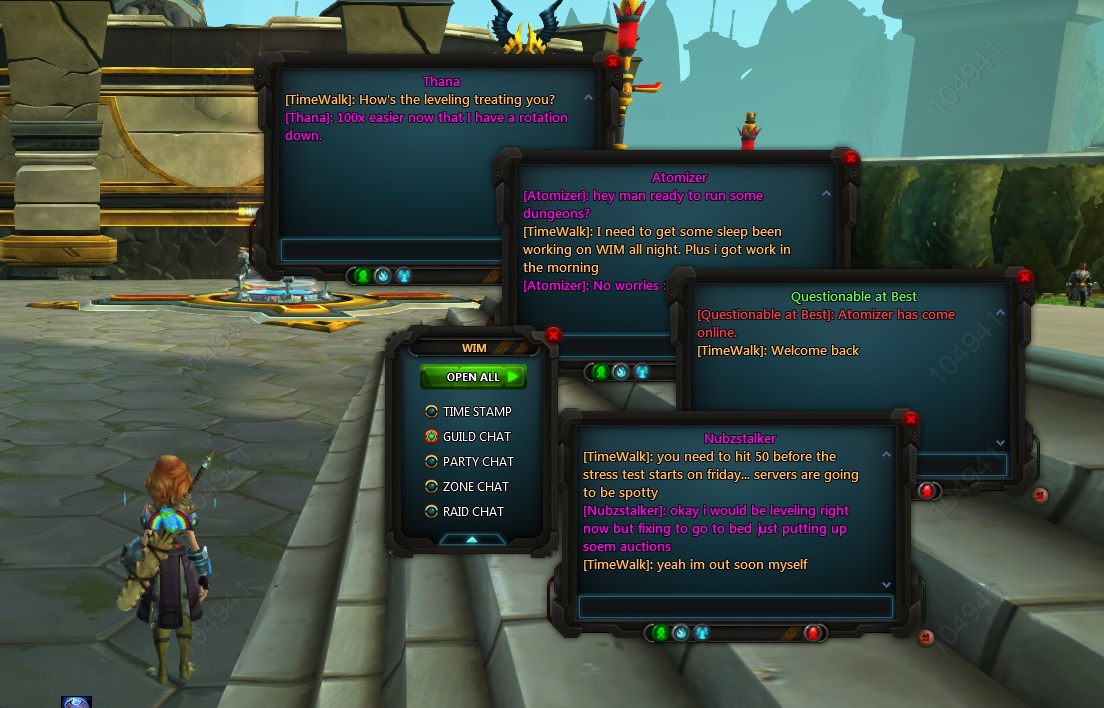 Thana
[TimeWalk]: How's the leveling treating you?
[Thana]: 100x easier now that I have a rotation
down.
Atomizer
[Atomizer]: hey man ready to run some
dungeons?
[TimeWalk]: I need to get some sleep been
working on WIM all night. Plus i got work in
the morning
[Atomizer]: No worries :
Questionable at Best
[Questionable at Best]: Atomizer has come
online.
[TimeWalk]: Welcome back
WIM
OPEN ALL
TIME STAMP
GUILD CHAT
PARTY CHAT
ZONE CHAT
RAID CHAT
Nubzstalker
[TimeWalk]: you need to hit 50 before the
stress test starts on friday... servers are going
to be spotty
[Nubzstalker]: okay i would be leveling right
now but fixing to go to bed just putting up
soem auctions
[TimeWalk]: yeah im out soon myself
104941
104941
104941
104941
104941
104941